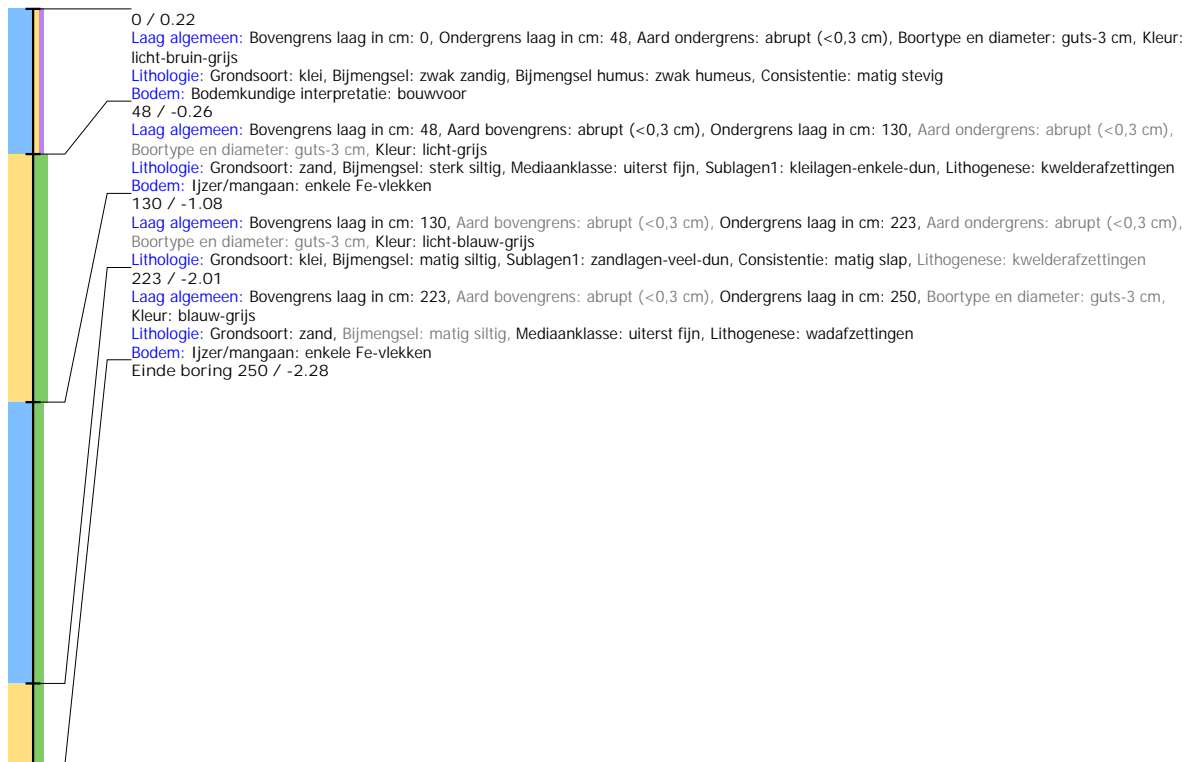 0 / 0.22
Laag algemeen: Bovengrens laag in cm: 0, Ondergrens laag in cm: 48, Aard ondergrens: abrupt (<0,3 cm), Boortype en diameter: guts-3 cm, Kleur:
licht-bruin-grijs
Lithologie: Grondsoort: klei, Bijmengsel: zwak zandig, Bijmengsel humus: zwak humeus, Consistentie: matig stevig
Bodem: Bodemkundige interpretatie: bouwvoor
48 / -0.26
Laag algemeen: Bovengrens laag in cm: 48, Aard bovengrens: abrupt (<0,3 cm), Ondergrens laag in cm: 130, Aard ondergrens: abrupt (<0,3 cm),
Boortype en diameter: guts-3 cm, Kleur: licht-grijs
Lithologie: Grondsoort: zand, Bijmengsel: sterk siltig, Mediaanklasse: uiterst fijn, Sublagen1: kleilagen-enkele-dun, Lithogenese: kwelderafzettingen
Bodem: Ijzer/mangaan: enkele Fe-vlekken
130 / -1.08
Laag algemeen: Bovengrens laag in cm: 130, Aard bovengrens: abrupt (<0,3 cm), Ondergrens laag in cm: 223, Aard ondergrens: abrupt (<0,3 cm),
Boortype en diameter: guts-3 cm, Kleur: licht-blauw-grijs
Lithologie: Grondsoort: klei, Bijmengsel: matig siltig, Sublagen1: zandlagen-veel-dun, Consistentie: matig slap, Lithogenese: kwelderafzettingen
223 / -2.01
Laag algemeen: Bovengrens laag in cm: 223, Aard bovengrens: abrupt (<0,3 cm), Ondergrens laag in cm: 250, Boortype en diameter: guts-3 cm,
Kleur: blauw-grijs
Lithologie: Grondsoort: zand, Bijmengsel: matig siltig, Mediaanklasse: uiterst fijn, Lithogenese: wadafzettingen
Bodem: Ijzer/mangaan: enkele Fe-vlekken
Einde boring 250 / -2.28